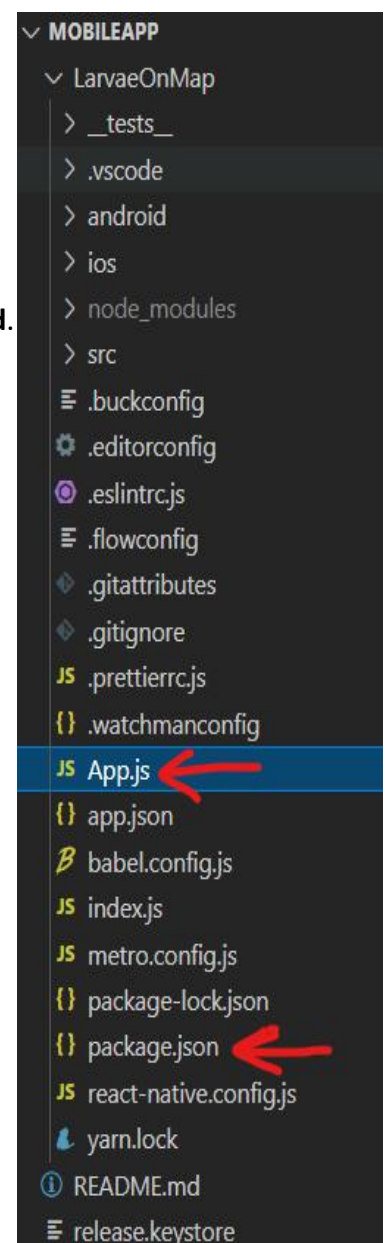 MOBILEAPP
LarvaeOnMap
__tests__
.vscode
android
ios
node_modules
d.
src
.buckconfig
.editorconfig
.eslintrc.js
.flowconfig
.gitattributes
.gitignore
JS .prettierrc.js
{} .watchmanconfig
JS App.js
{} app.json
B babel.config.js
JS index.js
JS metro.config.js
{} package-lock.json
{} package.json
JS react-native.config.js
yarn.lock
README.md
release.keystore